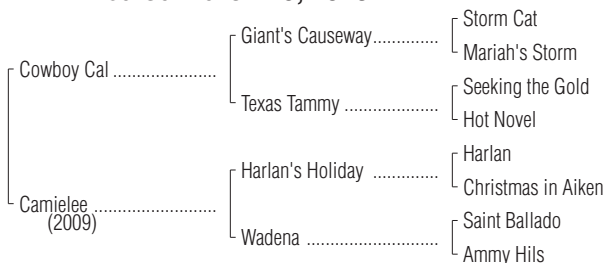 Storm Cat
Giant's Causeway..............
Mariah's Storm
Cowboy Cal ......................
Seeking the Gold
Texas Tammy ....................
Hot Novel
Harlan
Harlan's Holiday ..............
Christmas in Aiken
Camielee ..........................
(2009)
Saint Ballado
Wadena ............................
Ammy Hils